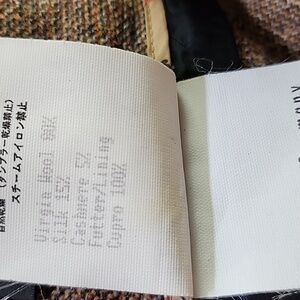 自然乾燥（タンブラー乾燥禁止）
スチームアイロン禁止
Virgin Wool 80%
Silk 15%
Cashmere 5%
Futter/Lining
Cupro 100%